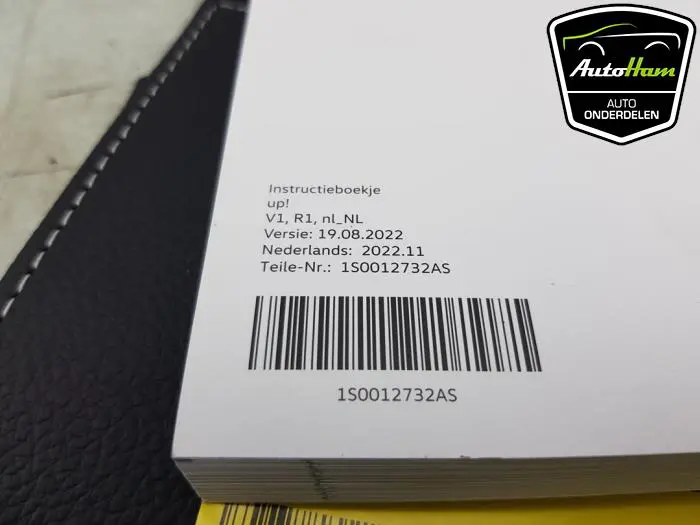 AutoHam
AUTO
ONDERDELEN
Instructieboekje
up!
V1, R1, nl_NL
Versie: 19.08.2022
Nederlands: 2022.11
Teile-Nr.: 1S0012732AS
1S0012732AS